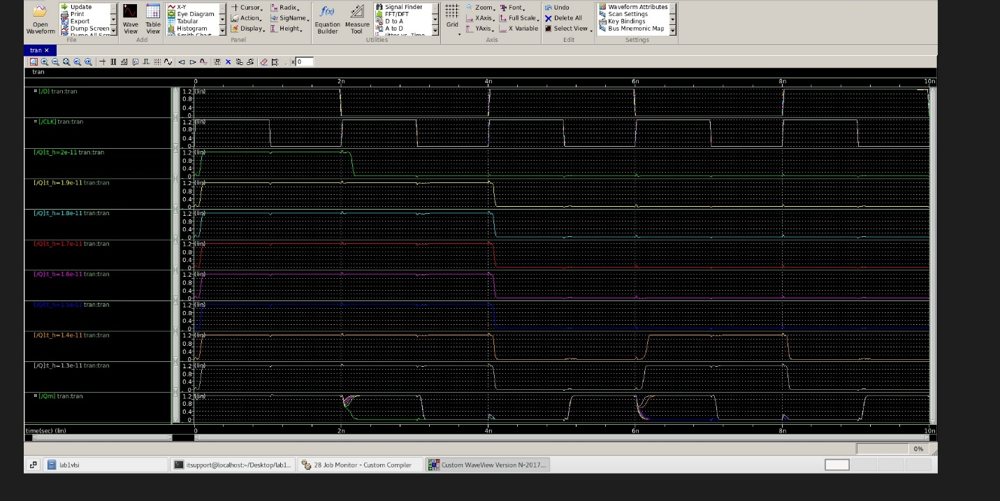 Open Waveform
Update
Print
Export
Dump Screen
File
Wave View
Table View
Add
X-Y
Eye Diagram
Tabular
Histogram
Cursor
Action
Display
Radix
SigName
Height
Panel
Equation Builder
Measure Tool
Signal Finder
FFT/DFT
D to A
A to D
Utilities
Grid
Zoom
XAxis
YAxis
Font
Full Scale
X Variable
Axis
Undo
Delete All
Select View
Edit
Waveform Attributes
Scan Settings
Key Bindings
Bus Mnemonic Map
Settings
tran
x 0
tran
0 2n 4n 6n 8n 10n
[/D] tran:tran
1.2 (lin)
0.8
0.4
0
[/CLK] tran:tran
1.2 (lin)
0.8
0.4
0
[/Q]:t_h=2e-11 tran:tran
1.2 (lin)
0.8
0.4
0
[/Q]:t_h=1.9e-11 tran:tran
1.2 (lin)
0.8
0.4
0
[/Q]:t_h=1.8e-11 tran:tran
1.2 (lin)
0.8
0.4
0
[/Q]:t_h=1.7e-11 tran:tran
1.2 (lin)
0.8
0.4
0
[/Q]:t_h=1.6e-11 tran:tran
1.2 (lin)
0.8
0.4
0
[/Q]:t_h=1.5e-11 tran:tran
1.2 (lin)
0.8
0.4
0
[/Q]:t_h=1.4e-11 tran:tran
1.2 (lin)
0.8
0.4
0
[/Q]:t_h=1.3e-11 tran:tran
1.2 (lin)
0.8
0.4
0
[/Qm] tran:tran
1.2 (lin)
0.8
0.4
0
time(sec) (lin) 0 2n 4n 6n 8n 10n
0%
lab1vlsi
itsupport@localhost:~/Desktop/lab1...
28 Job Monitor - Custom Compiler
Custom WaveView Version N-2017....